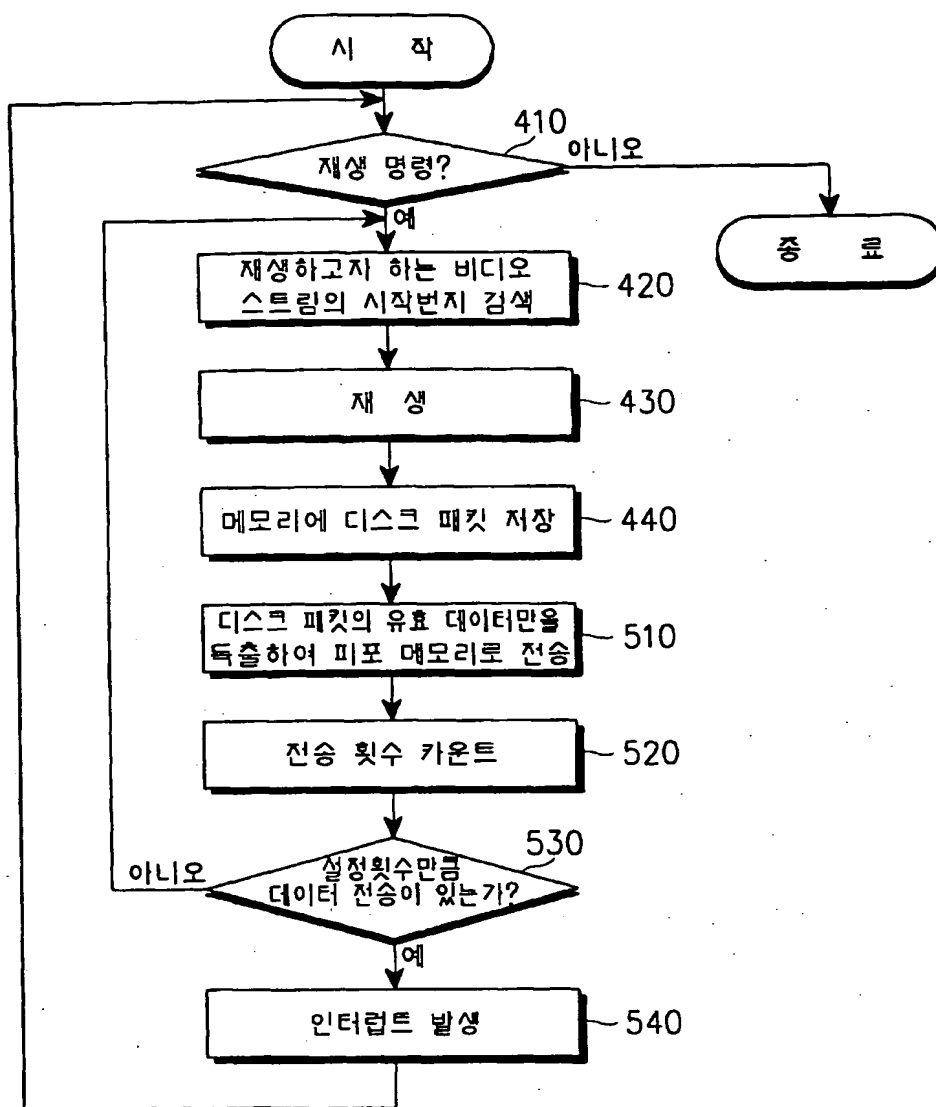 시 작
410
재생 명령?
아니오
예
종 료
재생하고자 하는 비디오
스트림의 시작번지 검색
420
재 생
430
메모리에 디스크 패킷 저장
440
디스크 패킷의 유효 데이터만을
독출하여 피포 메모리로 전송
510
전송 횟수 카운트
520
530
설정횟수만큼
데이터 전송이 있는가?
아니오
예
인터럽트 발생
540